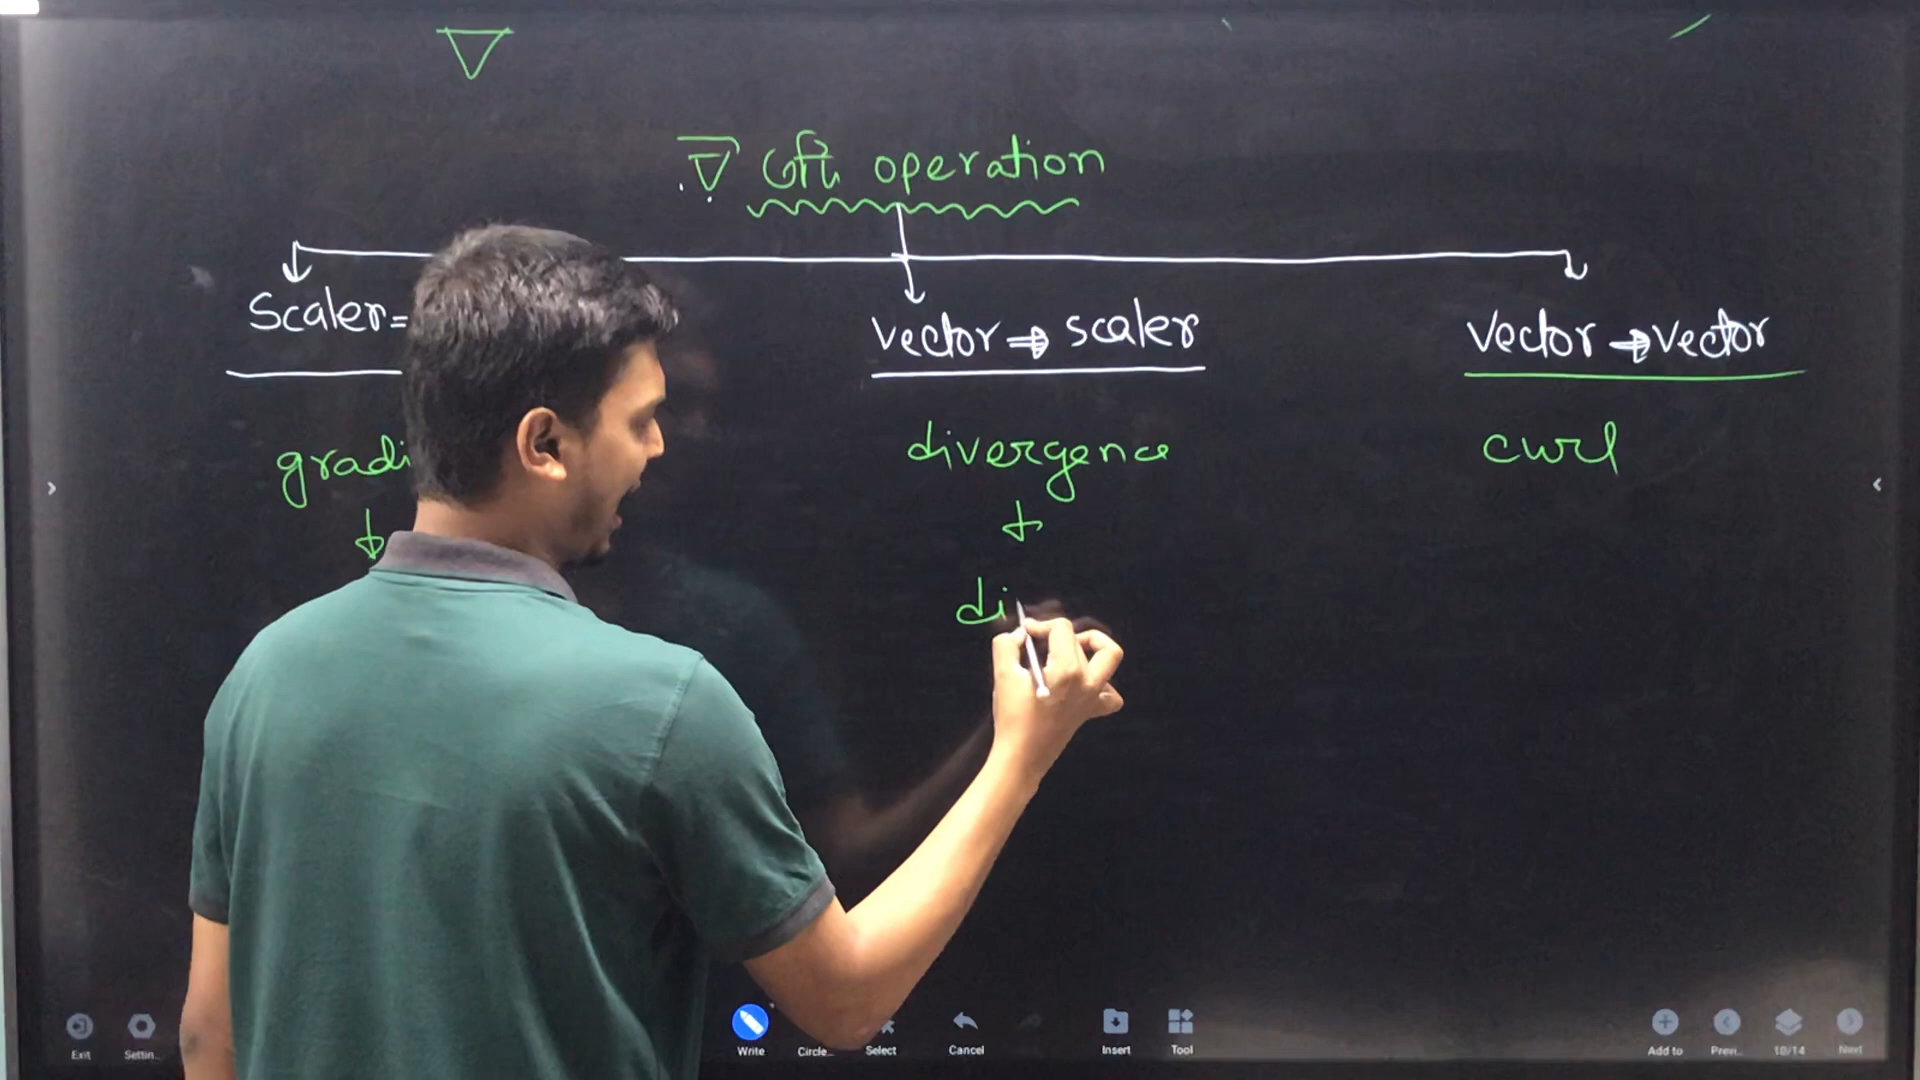 ∇
∇ ৩টি operation
Scaler=
vector ⇒ scaler
Vector ⇒ vector
gradi
divergence
curl
di
Exit
Settin..
Write
Circle...
Select
Cancel
Insert
Tool
Add to
Prev..
10/14
Next